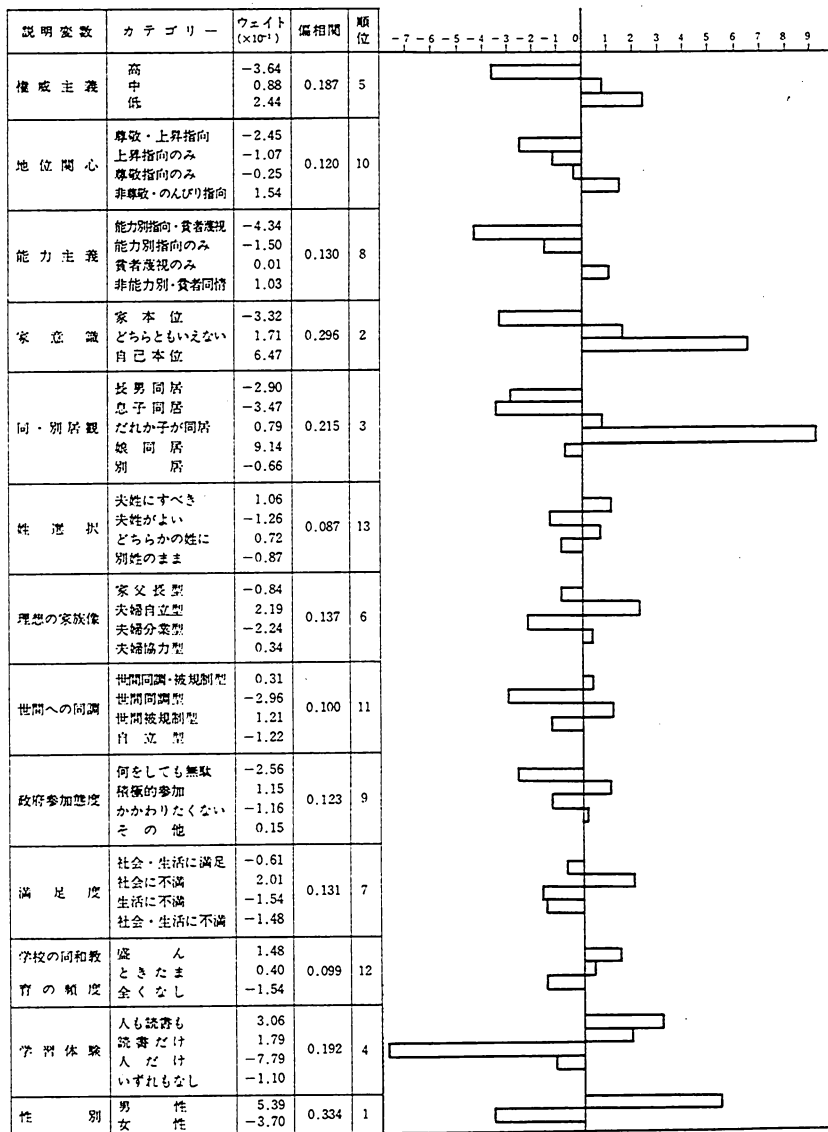 説明変数 カテゴリー ウェイト(×10⁻¹) 偏相関 順位 −7 −6 −5 −4 −3 −2 −1 0 1 2 3 4 5 6 7 8 9
権威主義 高 −3.64 0.187 5
中 0.88
低 2.44
地位関心 尊敬・上昇指向 −2.45 0.120 10
上昇指向のみ −1.07
尊敬指向のみ −0.25
非尊敬・のんびり指向 1.54
能力主義 能力別指向・貧者蔑視 −4.34 0.130 8
能力別指向のみ −1.50
貧者蔑視のみ 0.01
非能力別・貧者同情 1.03
家意識 家本位 −3.32 0.296 2
どちらともいえない 1.71
自己本位 6.47
同・別居観 長男同居 −2.90 0.215 3
息子同居 −3.47
だれか子が同居 0.79
娘同居 9.14
別居 −0.66
姓選択 夫姓にすべき 1.06 0.087 13
夫姓がよい −1.26
どちらかの姓に 0.72
別姓のまま −0.87
理想の家族像 家父長型 −0.84 0.137 6
夫婦自立型 2.19
夫婦分業型 −2.24
夫婦協力型 0.34
世間への同調 世間同調・被規制型 0.31 0.100 11
世間同調型 −2.96
世間被規制型 1.21
自立型 −1.22
政府参加態度 何をしても無駄 −2.56 0.123 9
積極的参加 1.15
かかわりたくない −1.16
その他 0.15
満足度 社会・生活に満足 −0.61 0.131 7
社会に不満 2.01
生活に不満 −1.54
社会・生活に不満 −1.48
学校の同和教育の頻度 盛ん 1.48 0.099 12
ときたま 0.40
全くなし −1.54
学習体験 人も読書も 3.06 0.192 4
読書だけ 1.79
人だけ −7.79
いずれもなし −1.10
性別 男性 5.39 0.334 1
女性 −3.70